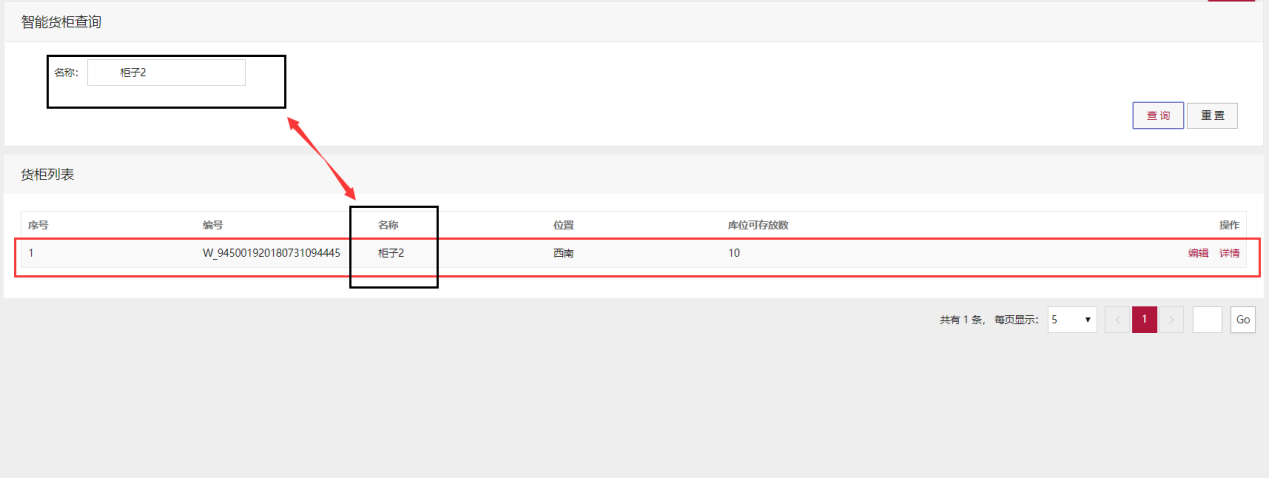 智能货柜查询
名称： 柜子2
查 询 重 置
货柜列表
序号 编号 名称 位置 库位可存放数 操作
1 W_945001920180731094445 柜子2 西南 10 编辑 详情
共有 1 条， 每页显示： 5 ▼ < 1 > Go